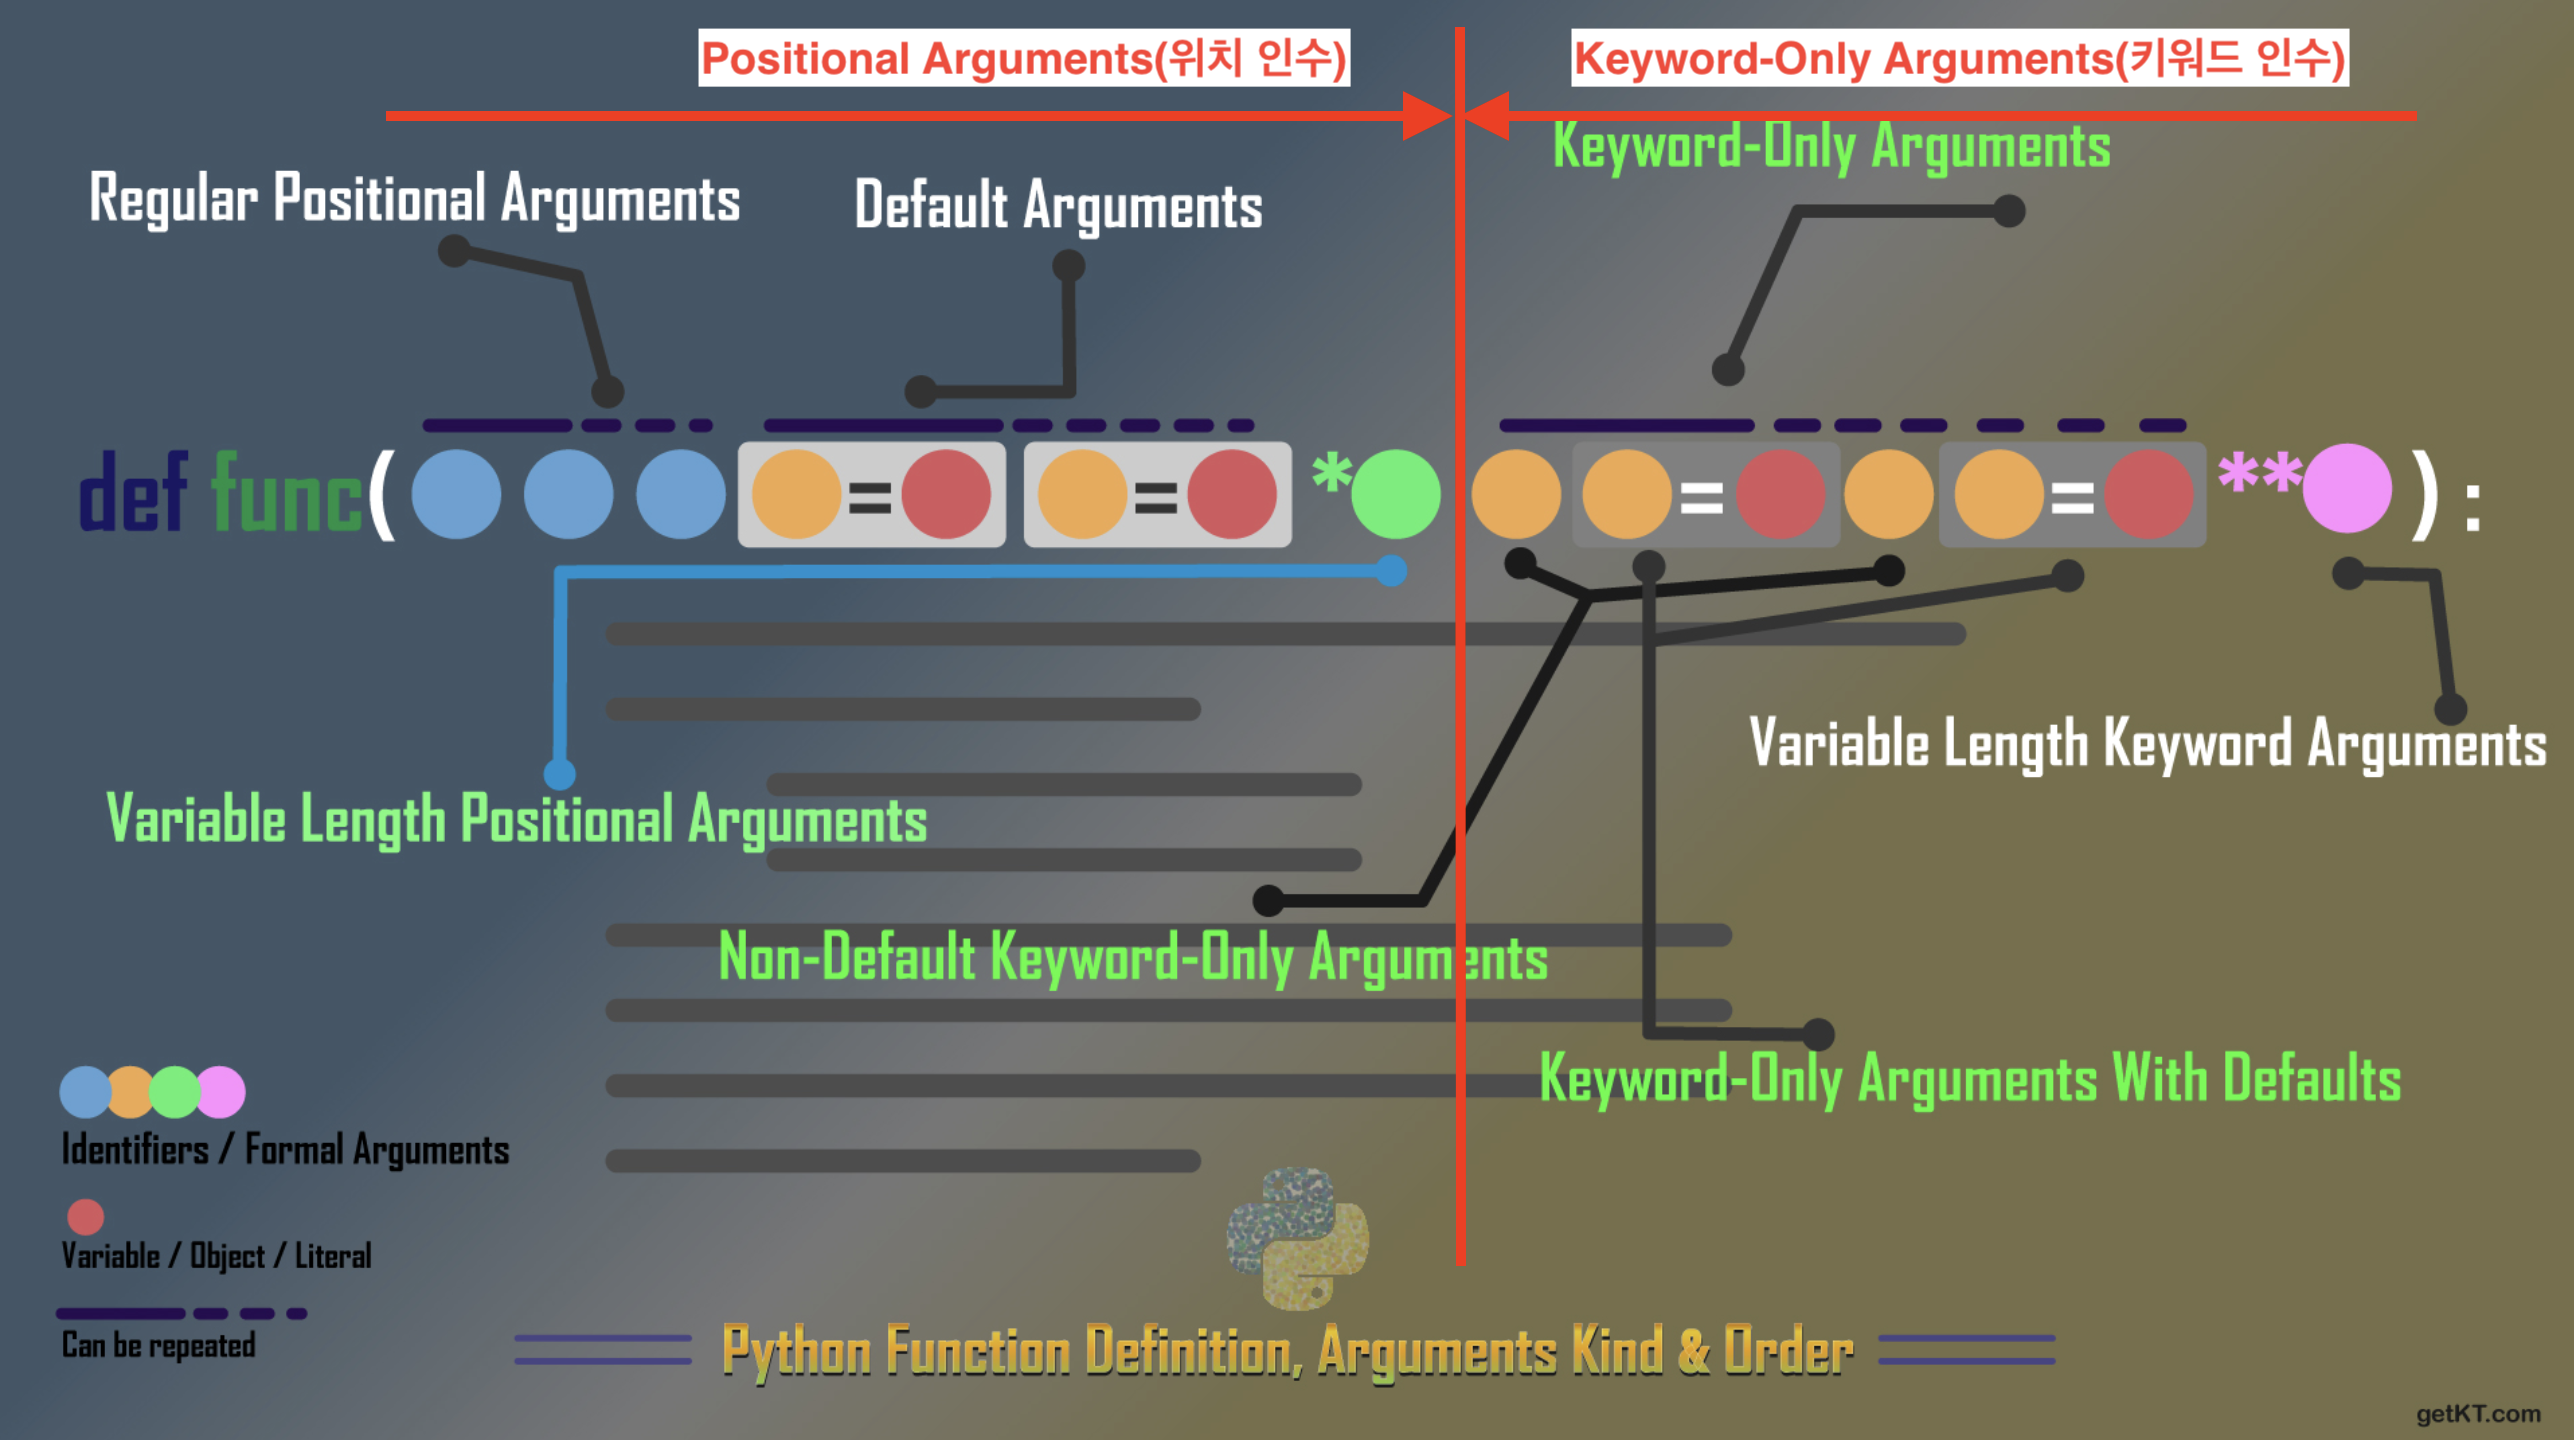 Positional Arguments(위치 인수)
Keyword-Only Arguments(키워드 인수)
Keyword-Only Arguments
Regular Positional Arguments
Default Arguments
def func( = = * = = ** ) :
Variable Length Keyword Arguments
Variable Length Positional Arguments
Non-Default Keyword-Only Arguments
Keyword-Only Arguments With Defaults
Identifiers / Formal Arguments
Variable / Object / Literal
Can be repeated
Python Function Definition, Arguments Kind & Order
getKT.com